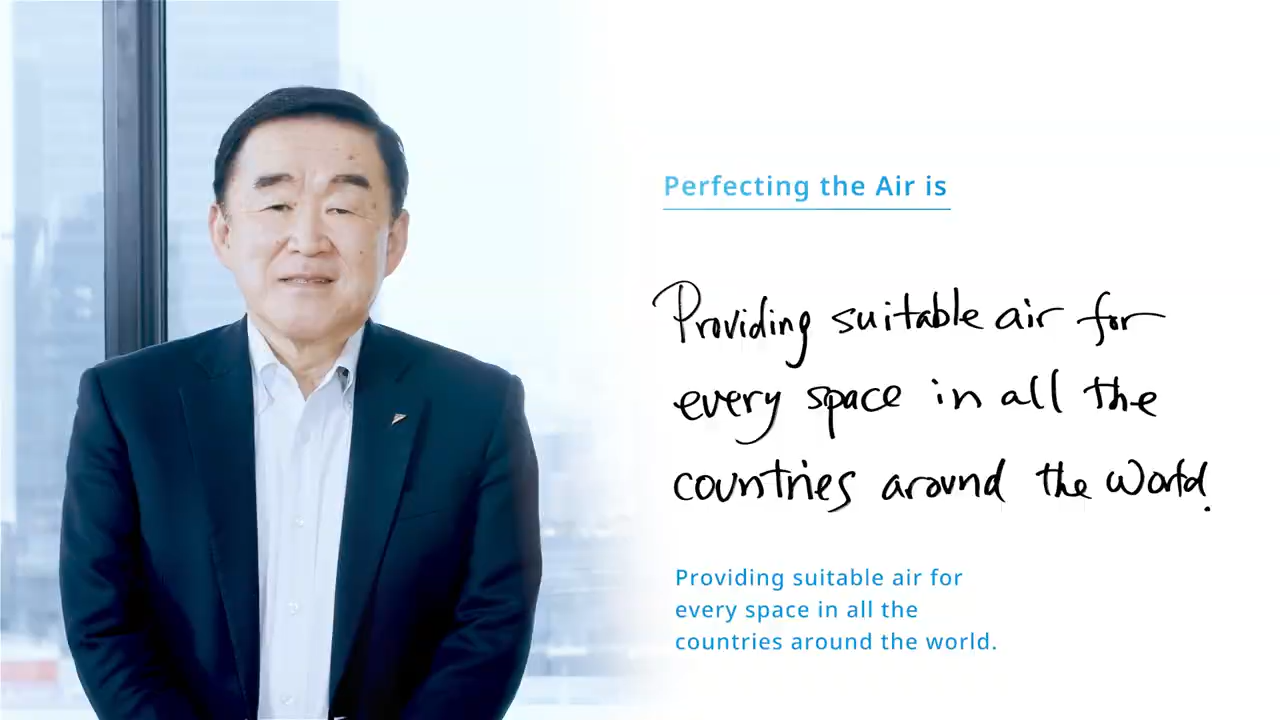 Perfecting the Air is
Providing suitable air for
every space in all the
countries around the world.
Providing suitable air for
every space in all the
countries around the world.